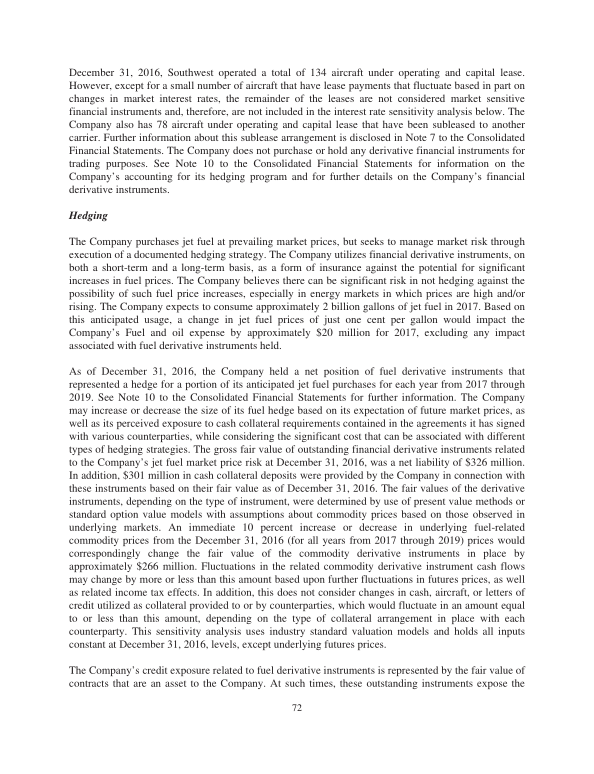 December 31, 2016, Southwest operated a total of 134 aircraft under operating and capital lease.
However, except for a small number of aircraft that have lease payments that fluctuate based in part on
changes in market interest rates, the remainder of the leases are not considered market sensitive
financial instruments and, therefore, are not included in the interest rate sensitivity analysis below. The
Company also has 78 aircraft under operating and capital lease that have been subleased to another
carrier. Further information about this sublease arrangement is disclosed in Note 7 to the Consolidated
Financial Statements. The Company does not purchase or hold any derivative financial instruments for
trading purposes. See Note 10 to the Consolidated Financial Statements for information on the
Company's accounting for its hedging program and for further details on the Company's financial
derivative instruments.
Hedging
The Company purchases jet fuel at prevailing market prices, but seeks to manage market risk through
execution of a documented hedging strategy. The Company utilizes financial derivative instruments, on
both a short-term and a long-term basis, as a form of insurance against the potential for significant
increases in fuel prices. The Company believes there can be significant risk in not hedging against the
possibility of such fuel price increases, especially in energy markets in which prices are high and/or
rising. The Company expects to consume approximately 2 billion gallons of jet fuel in 2017. Based on
this anticipated usage, a change in jet fuel prices of just one cent per gallon would impact the
Company's Fuel and oil expense by approximately $20 million for 2017, excluding any impact
associated with fuel derivative instruments held.
As of December 31, 2016, the Company held a net position of fuel derivative instruments that
represented a hedge for a portion of its anticipated jet fuel purchases for each year from 2017 through
2019. See Note 10 to the Consolidated Financial Statements for further information. The Company
may increase or decrease the size of its fuel hedge based on its expectation of future market prices, as
well as its perceived exposure to cash collateral requirements contained in the agreements it has signed
with various counterparties, while considering the significant cost that can be associated with different
types of hedging strategies. The gross fair value of outstanding financial derivative instruments related
to the Company's jet fuel market price risk at December 31, 2016, was a net liability of $326 million.
In addition, $301 million in cash collateral deposits were provided by the Company in connection with
these instruments based on their fair value as of December 31, 2016. The fair values of the derivative
instruments, depending on the type of instrument, were determined by use of present value methods or
standard option value models with assumptions about commodity prices based on those observed in
underlying markets. An immediate 10 percent increase or decrease in underlying fuel-related
commodity prices from the December 31, 2016 (for all years from 2017 through 2019) prices would
correspondingly change the fair value of the commodity derivative instruments in place by
approximately $266 million. Fluctuations in the related commodity derivative instrument cash flows
may change by more or less than this amount based upon further fluctuations in futures prices, as well
as related income tax effects. In addition, this does not consider changes in cash, aircraft, or letters of
credit utilized as collateral provided to or by counterparties, which would fluctuate in an amount equal
to or less than this amount, depending on the type of collateral arrangement in place with each
counterparty. This sensitivity analysis uses industry standard valuation models and holds all inputs
constant at December 31, 2016, levels, except underlying futures prices.
The Company's credit exposure related to fuel derivative instruments is represented by the fair value of
contracts that are an asset to the Company. At such times, these outstanding instruments expose the
72